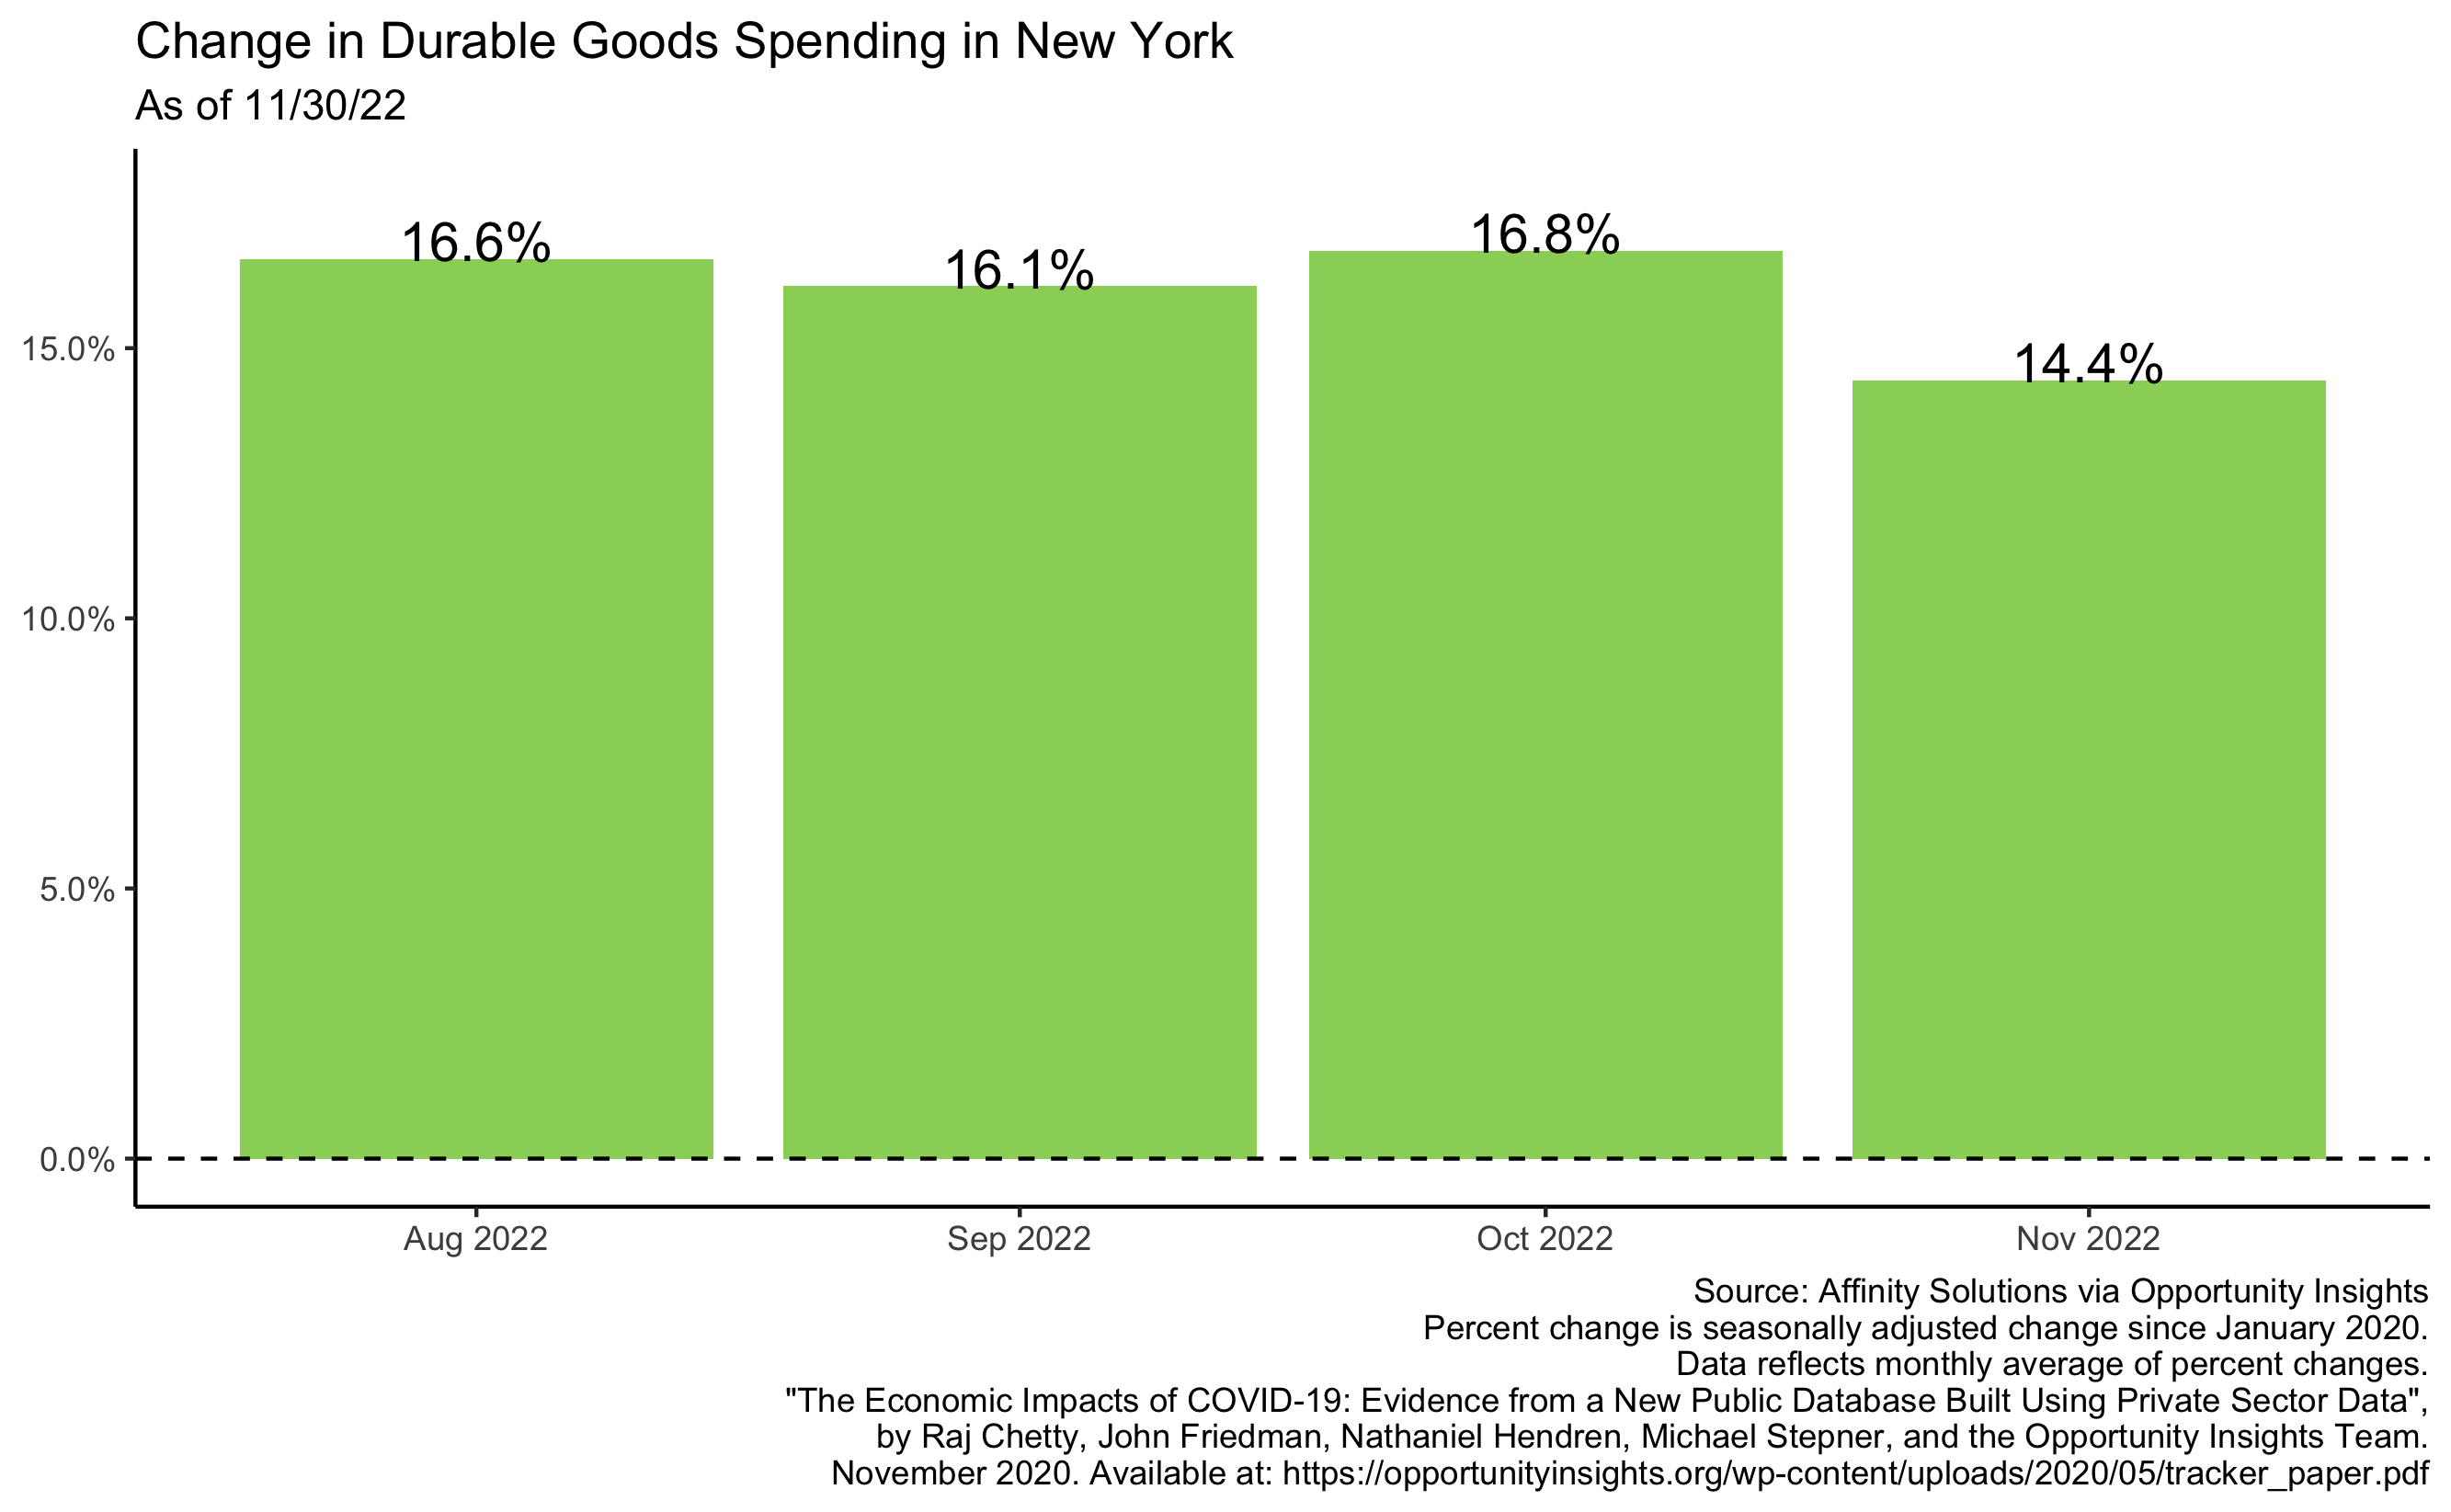 Change in Durable Goods Spending in New York
As of 11/30/22
16.6%
16.1%
16.8%
14.4%
15.0%
10.0%
5.0%
0.0%
Aug 2022
Sep 2022
Oct 2022
Nov 2022
Source: Affinity Solutions via Opportunity Insights
Percent change is seasonally adjusted change since January 2020.
Data reflects monthly average of percent changes.
"The Economic Impacts of COVID-19: Evidence from a New Public Database Built Using Private Sector Data",
by Raj Chetty, John Friedman, Nathaniel Hendren, Michael Stepner, and the Opportunity Insights Team.
November 2020. Available at: https://opportunityinsights.org/wp-content/uploads/2020/05/tracker_paper.pdf